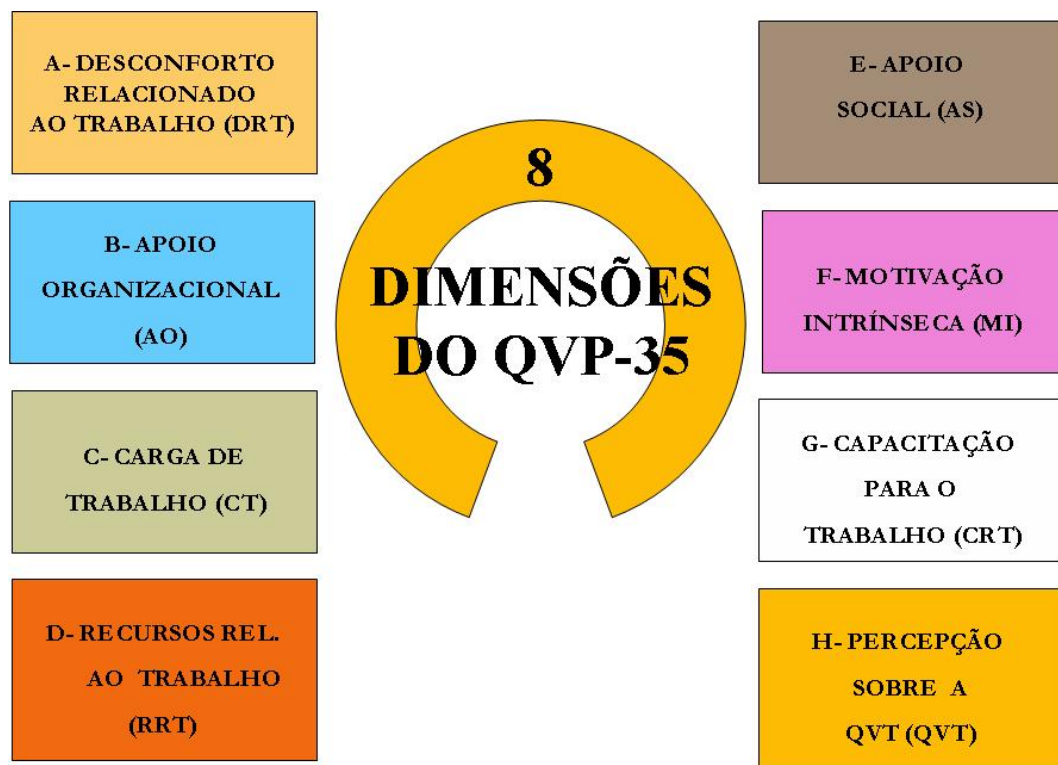 A- DESCONFORTO
RELACIONADO
AO TRABALHO (DRT)
B- APOIO
ORGANIZACIONAL
(AO)
C- CARGA DE
TRABALHO (CT)
D- RECURSOS REL.
AO TRABALHO
(RRT)
8
DIMENSÕES
DO QVP-35
E- APOIO
SOCIAL (AS)
F- MOTIVAÇÃO
INTRÍNSECA (MI)
G- CAPACITAÇÃO
PARA O
TRABALHO (CRT)
H- PERCEPÇÃO
SOBRE A
QVT (QVT)